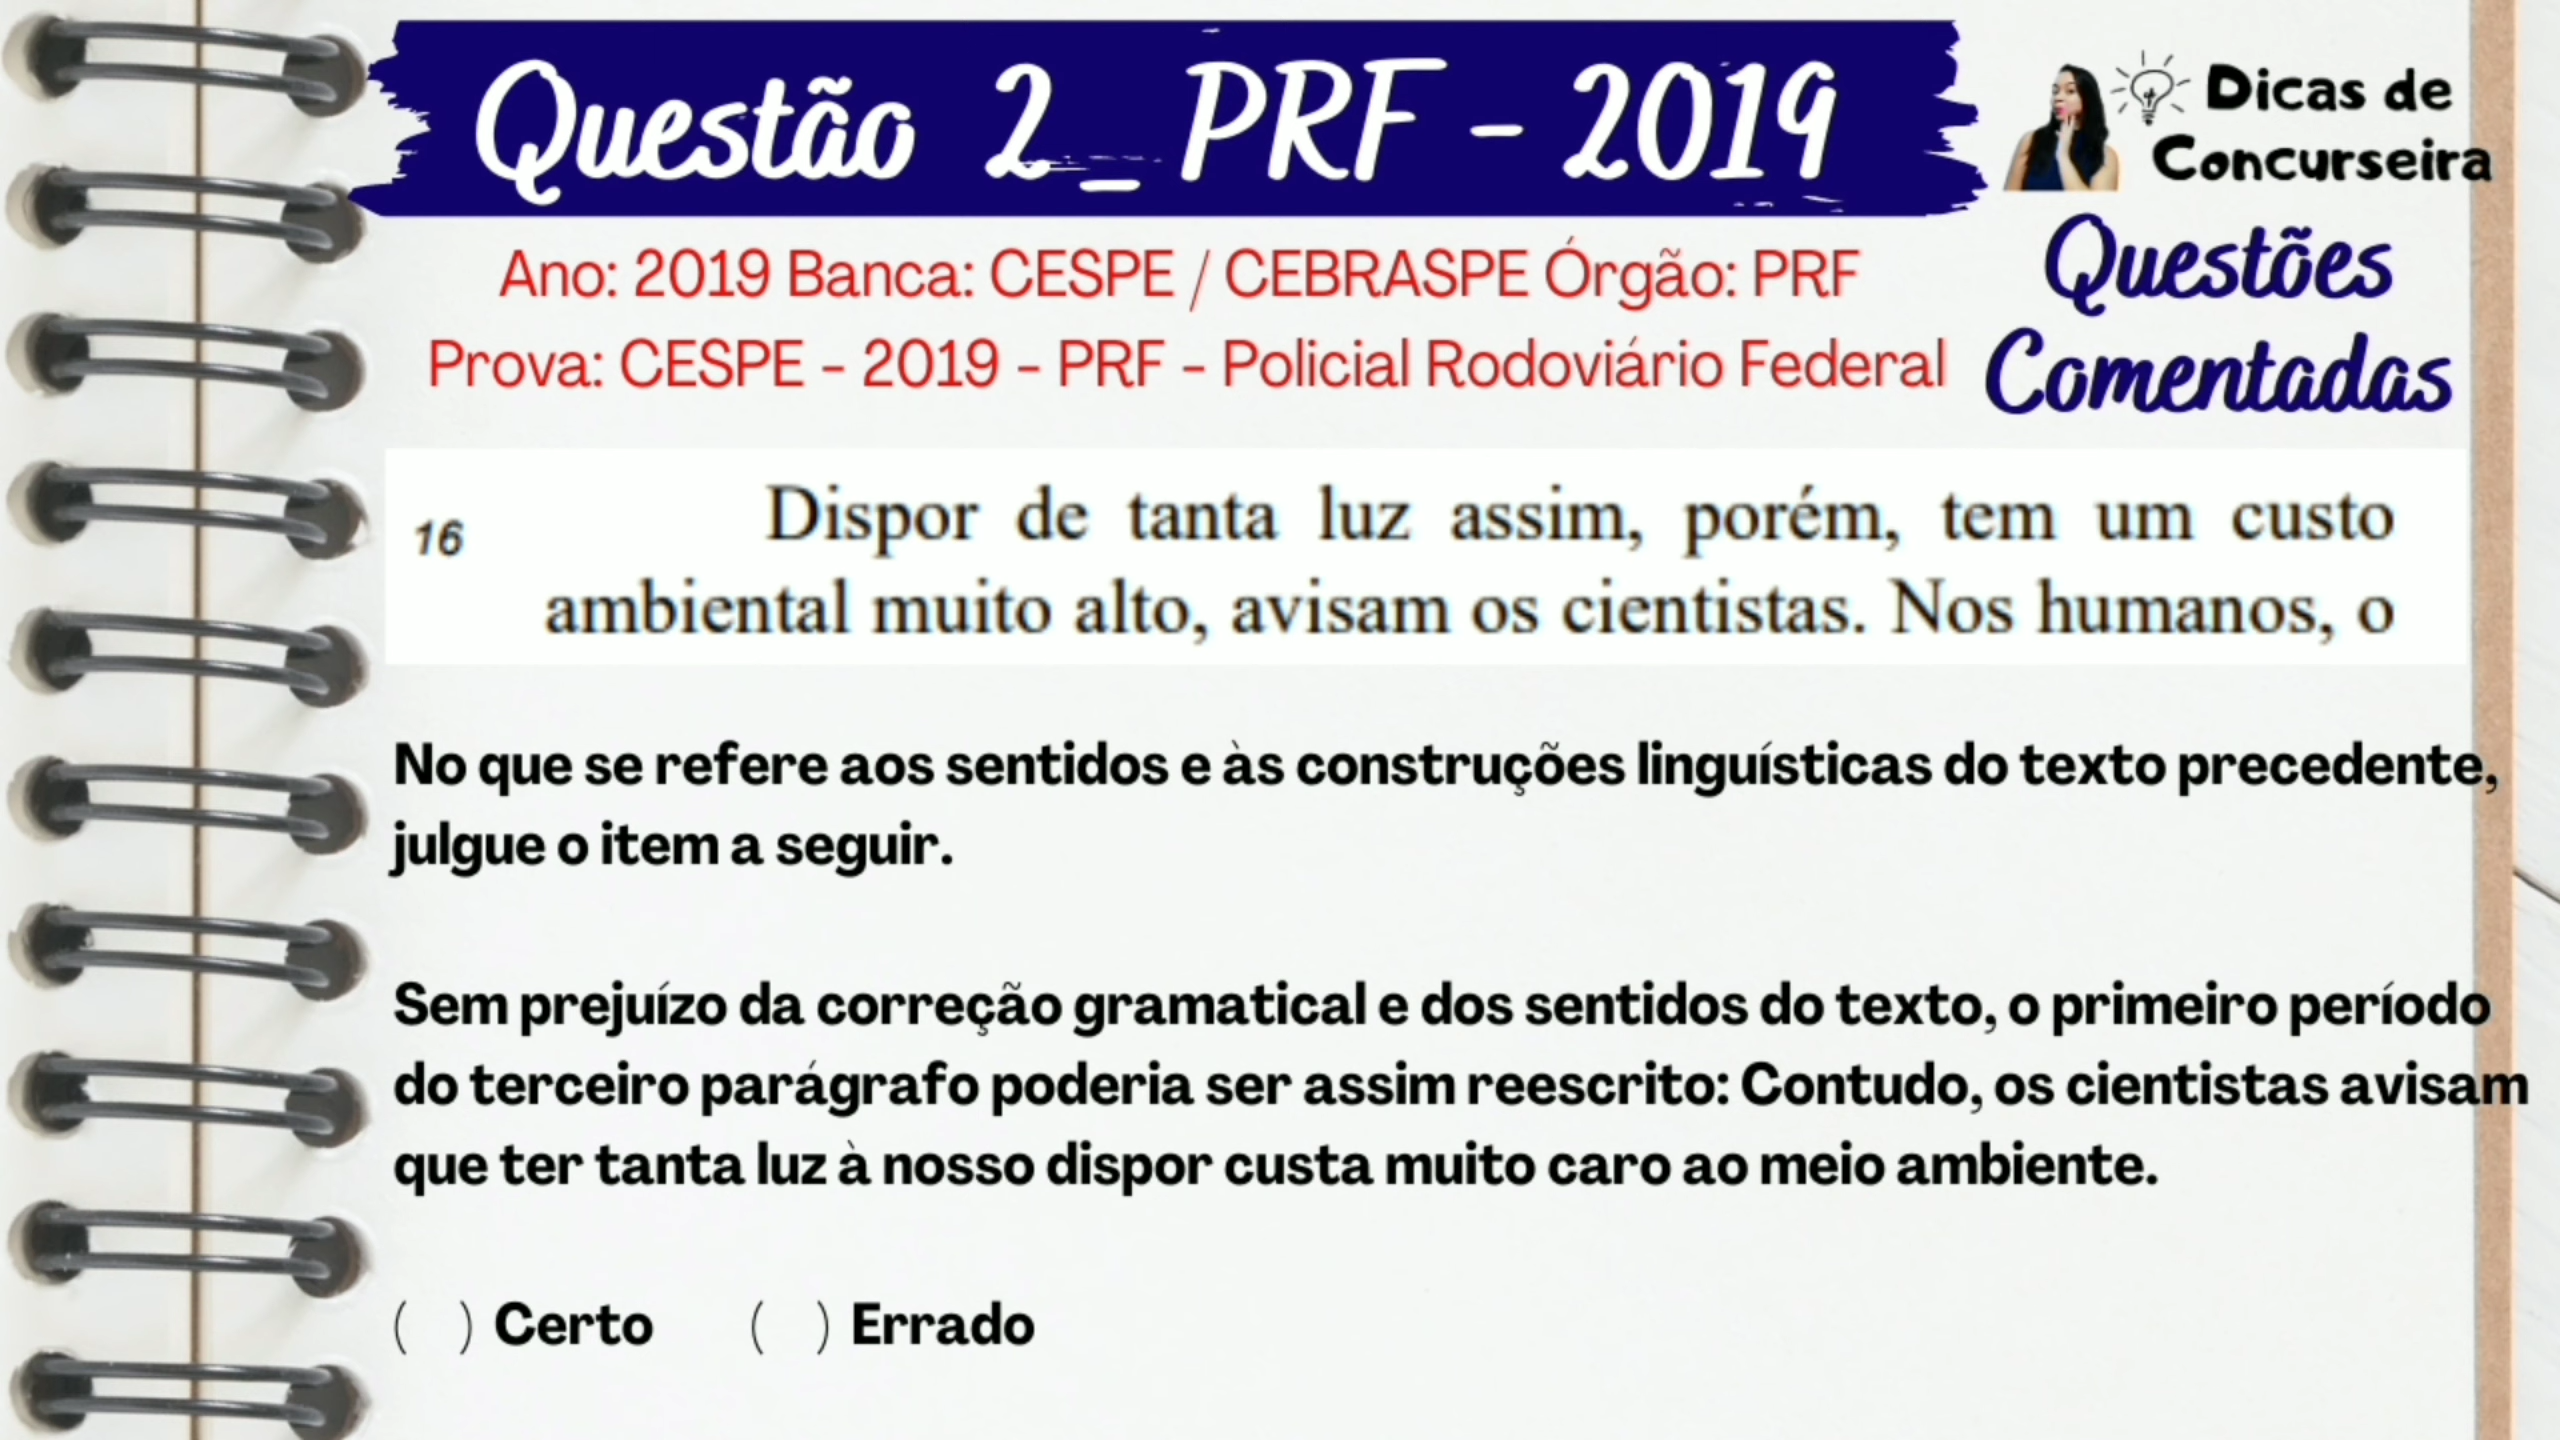 Questão 2_ PRF - 2019
Dicas de
Concurseira
Questões
Comentadas
Ano: 2019 Banca: CESPE / CEBRASPE Órgão: PRF
Prova: CESPE - 2019 - PRF - Policial Rodoviário Federal
16 Dispor de tanta luz assim, porém, tem um custo
ambiental muito alto, avisam os cientistas. Nos humanos, o
No que se refere aos sentidos e às construções linguísticas do texto precedente,
julgue o item a seguir.
Sem prejuízo da correção gramatical e dos sentidos do texto, o primeiro período
do terceiro parágrafo poderia ser assim reescrito: Contudo, os cientistas avisam
que ter tanta luz à nosso dispor custa muito caro ao meio ambiente.
( ) Certo ( ) Errado